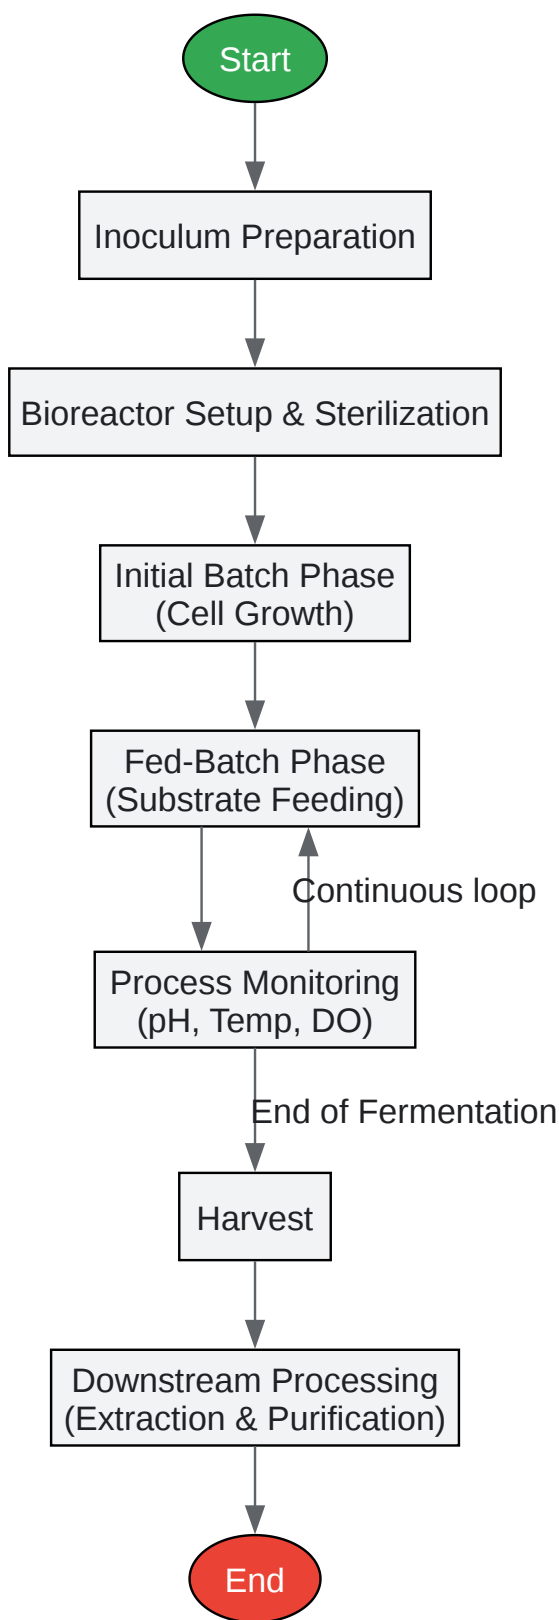 Start
Inoculum Preparation
Bioreactor Setup & Sterilization
Initial Batch Phase
(Cell Growth)
Fed-Batch Phase
(Substrate Feeding)
Continuous loop
Process Monitoring
(pH, Temp, DO)
End of Fermentation
Harvest
Downstream Processing
(Extraction & Purification)
End